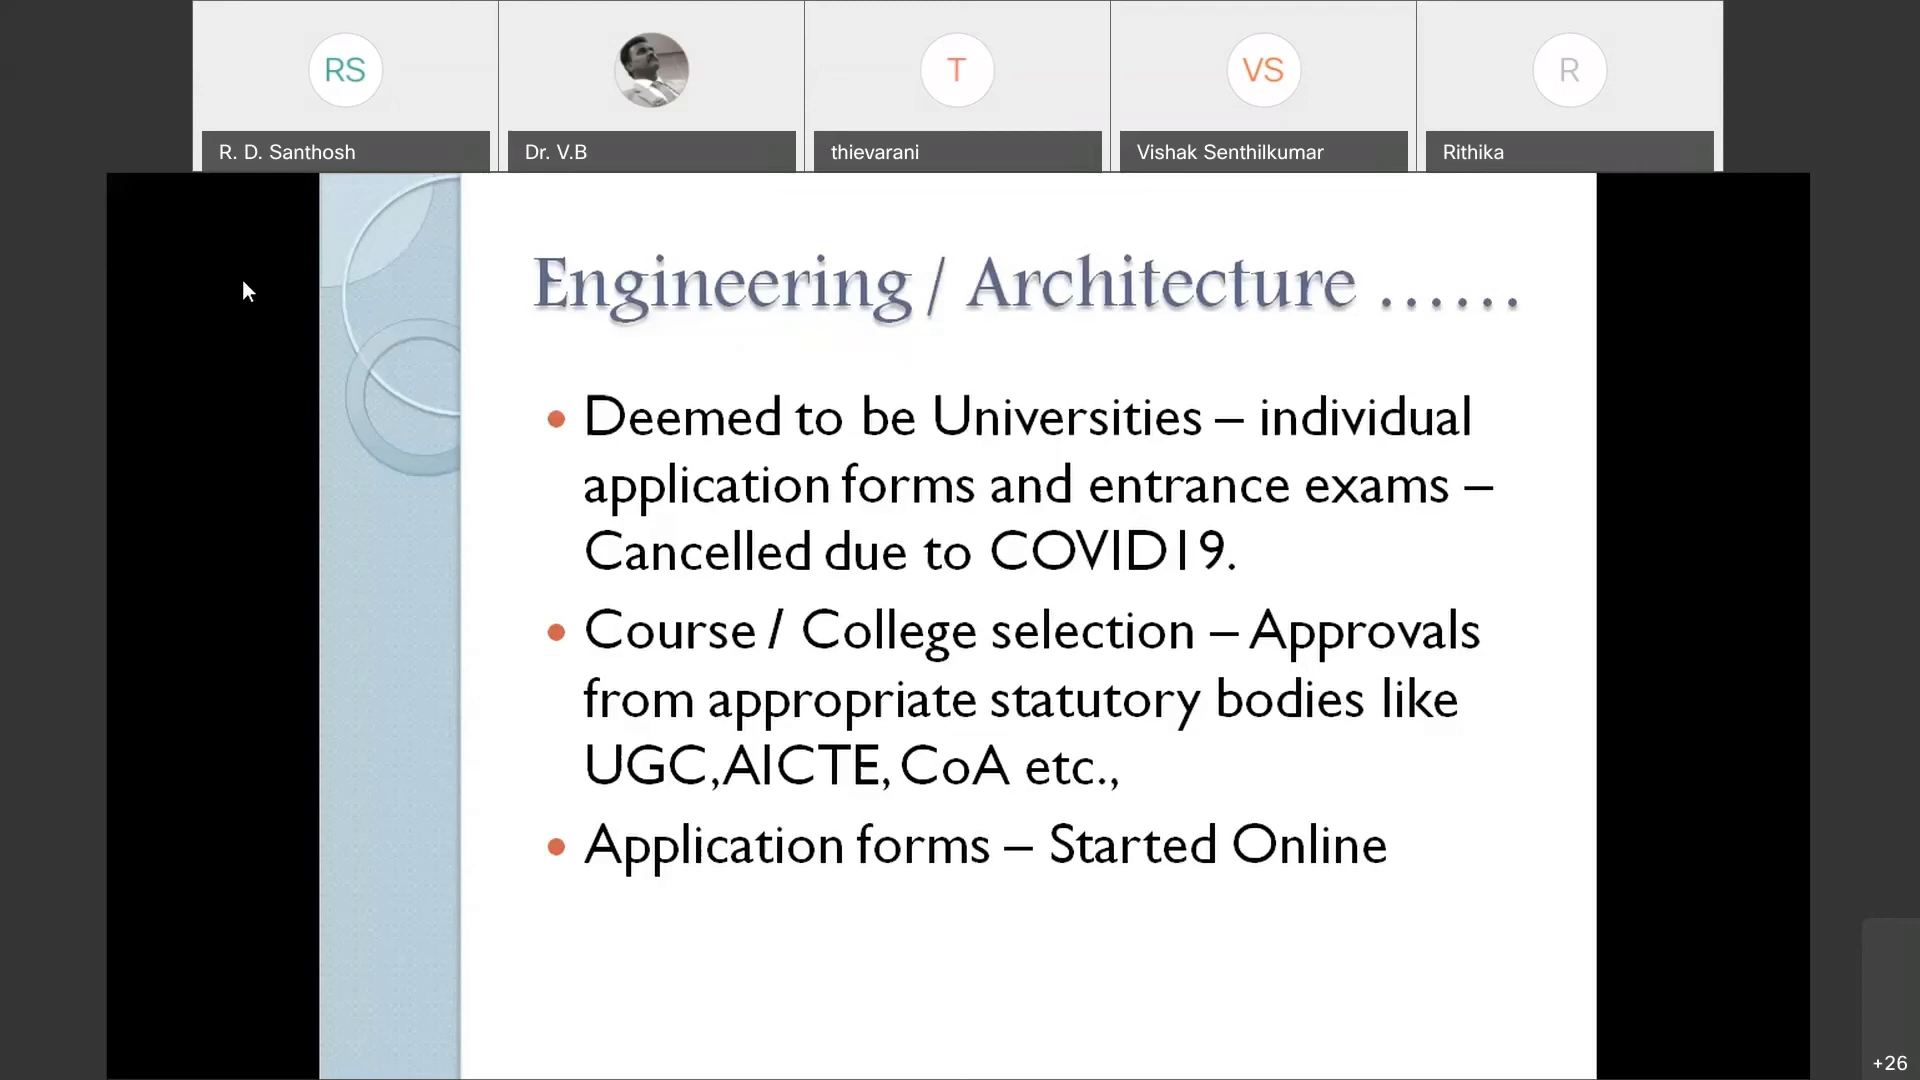 RS
T
VS
R
R. D. Santhosh
Dr. V.B
thievarani
Vishak Senthilkumar
Rithika
Engineering / Architecture ......
• Deemed to be Universities – individual
application forms and entrance exams –
Cancelled due to COVID19.
• Course / College selection – Approvals
from appropriate statutory bodies like
UGC, AICTE, CoA etc.,
• Application forms – Started Online
+26